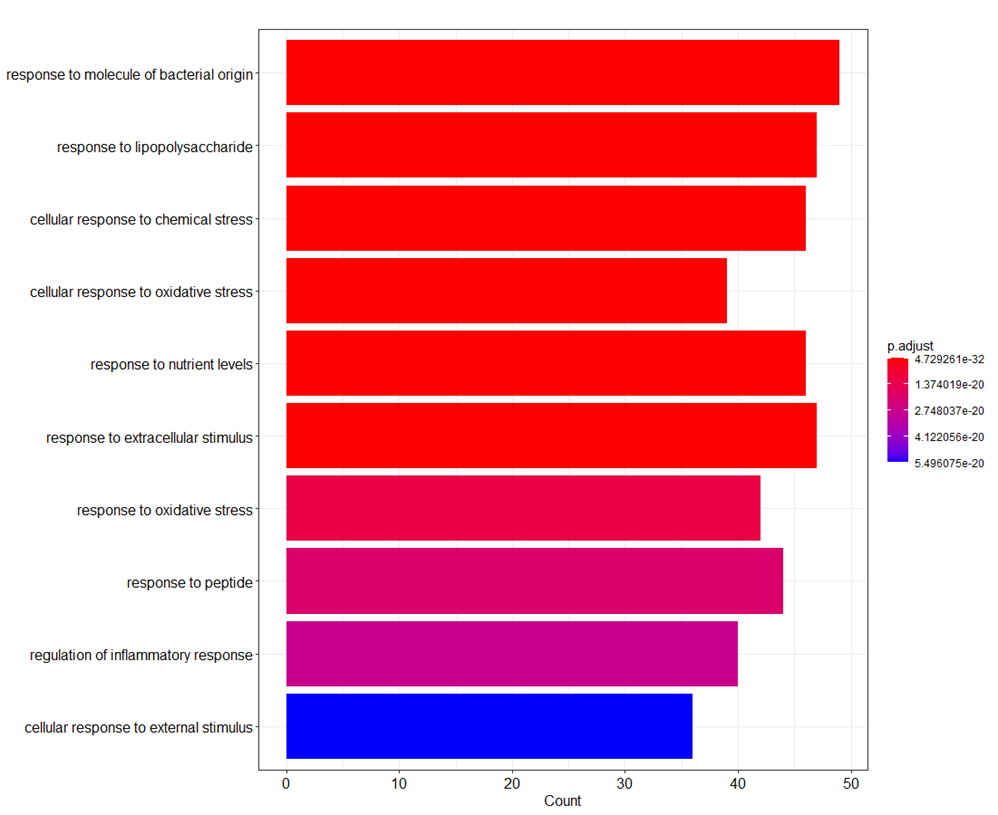 response to molecule of bacterial origin
response to lipopolysaccharide
cellular response to chemical stress
cellular response to oxidative stress
response to nutrient levels
response to extracellular stimulus
response to oxidative stress
response to peptide
regulation of inflammatory response
cellular response to external stimulus
0 10 20 30 40 50
Count
p.adjust
4.729261e-32
1.374019e-20
2.748037e-20
4.122056e-20
5.496075e-20